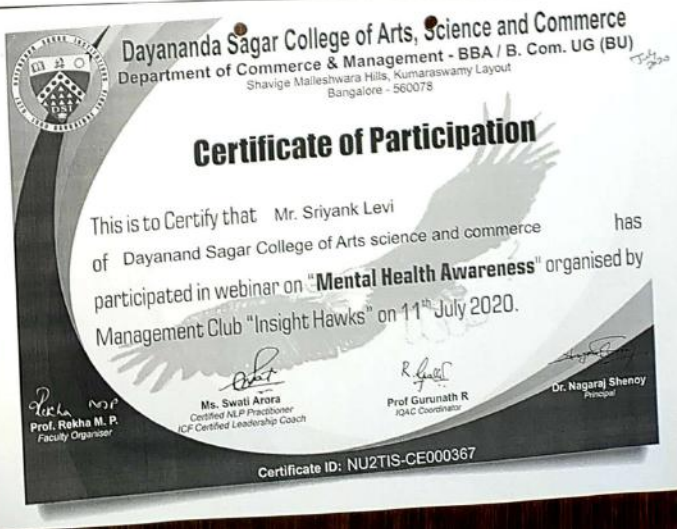 Dayananda Sagar College of Arts, Science and Commerce
Department of Commerce & Management - BBA / B. Com. UG (BU)
Shavige Malleshwara Hills, Kumaraswamy Layout
Bangalore - 560078
July
2020
DSI
Certificate of Participation
This is to Certify that Mr. Sriyank Levi
of Dayanand Sagar College of Arts science and commerce has
participated in webinar on "Mental Health Awareness" organised by
Management Club "Insight Hawks" on 11th July 2020.
Rekha M P
Prof. Rekha M. P.
Faculty Organiser
Ms. Swati Arora
Certified NLP Practitioner
ICF Certified Leadership Coach
Prof Gurunath R
IQAC Coordinator
Dr. Nagaraj Shenoy
Principal
Certificate ID: NU2TIS-CE000367